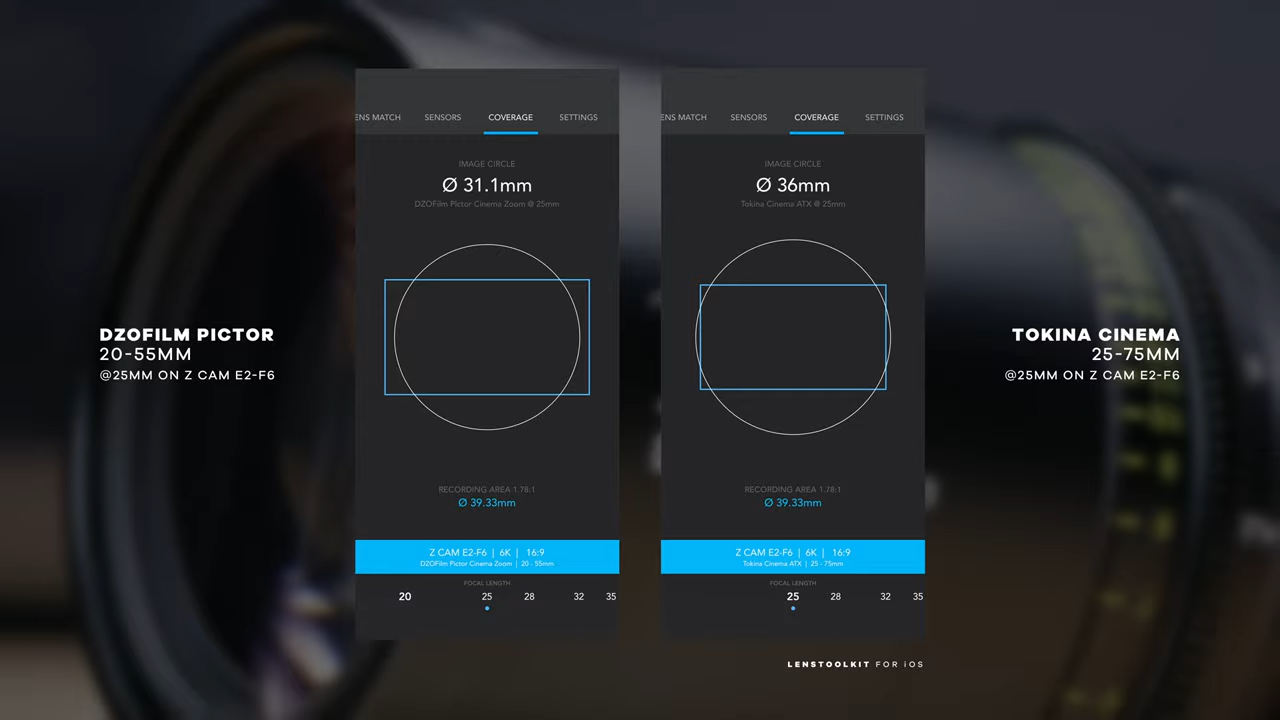 ENS MATCH SENSORS COVERAGE SETTINGS
IMAGE CIRCLE
Ø 31.1mm
DZOFilm Pictor Cinema Zoom @ 25mm
DZOFILM PICTOR
20-55MM
@25MM ON Z CAM E2-F6
RECORDING AREA 1.78:1
Ø 39.33mm
Z CAM E2-F6 | 6K | 16:9
DZOFilm Pictor Cinema Zoom | 20 - 55mm
FOCAL LENGTH
20 25 28 32 35
ENS MATCH SENSORS COVERAGE SETTINGS
IMAGE CIRCLE
Ø 36mm
Tokina Cinema ATX @ 25mm
TOKINA CINEMA
25-75MM
@25MM ON Z CAM E2-F6
RECORDING AREA 1.78:1
Ø 39.33mm
Z CAM E2-F6 | 6K | 16:9
Tokina Cinema ATX | 25 - 75mm
FOCAL LENGTH
25 28 32 35
LENSTOOLKIT FOR iOS